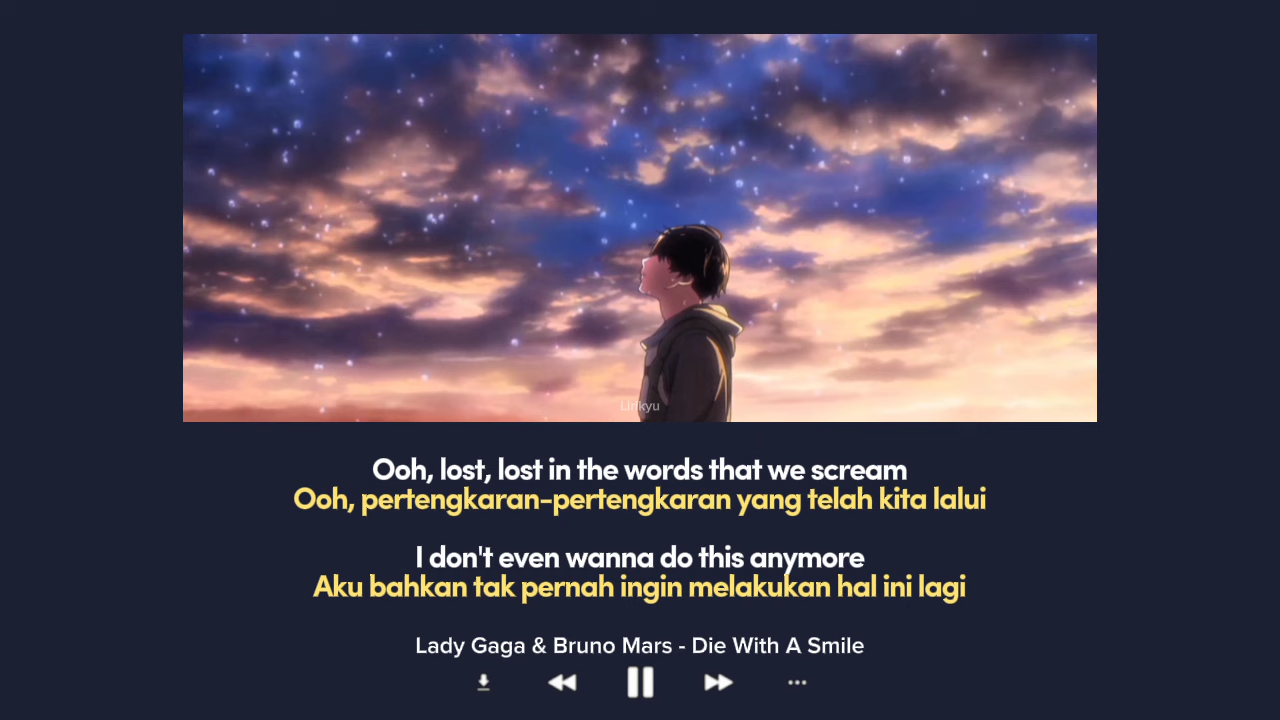 Lirikyu
Ooh, lost, lost in the words that we scream
Ooh, pertengkaran-pertengkaran yang telah kita lalui
I don't even wanna do this anymore
Aku bahkan tak pernah ingin melakukan hal ini lagi
Lady Gaga & Bruno Mars - Die With A Smile